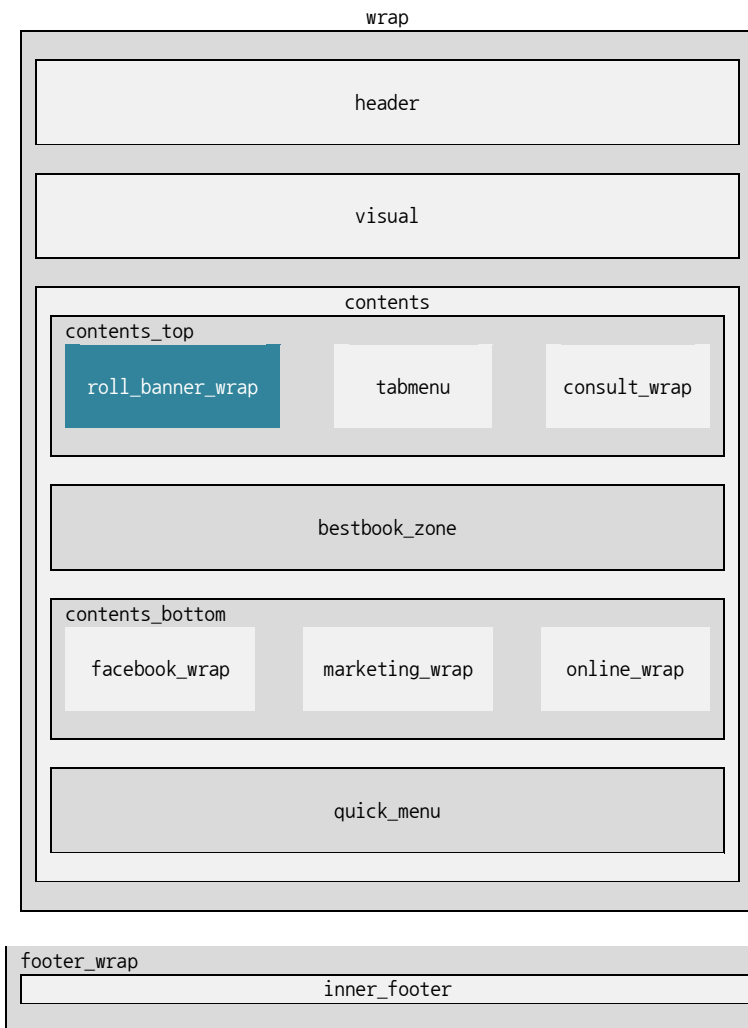 wrap
header
visual
contents
contents_top
roll_banner_wrap tabmenu consult_wrap
bestbook_zone
contents_bottom
facebook_wrap marketing_wrap online_wrap
quick_menu
footer_wrap
inner_footer